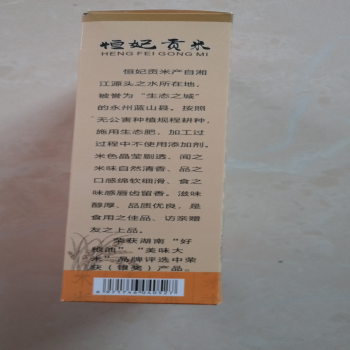 恒妃贡米
HENG FEI GONG MI
恒妃贡米产自湘
江源头之水所在地，
被誉为“生态之城”
的永州蓝山县。按照
无公害种植规程耕种，
施用生态肥，加工过
过程中不使用添加剂。
米色晶莹剔透，闻之
米味自然清香，品之
口感绵软细滑，食之
味感唇齿留香。滋味
醇厚、品质优良，是
食用之佳品、访亲赠
友之上品。
荣获湖南“好
“美味大
米”品牌评选中荣
获（银奖）产品。